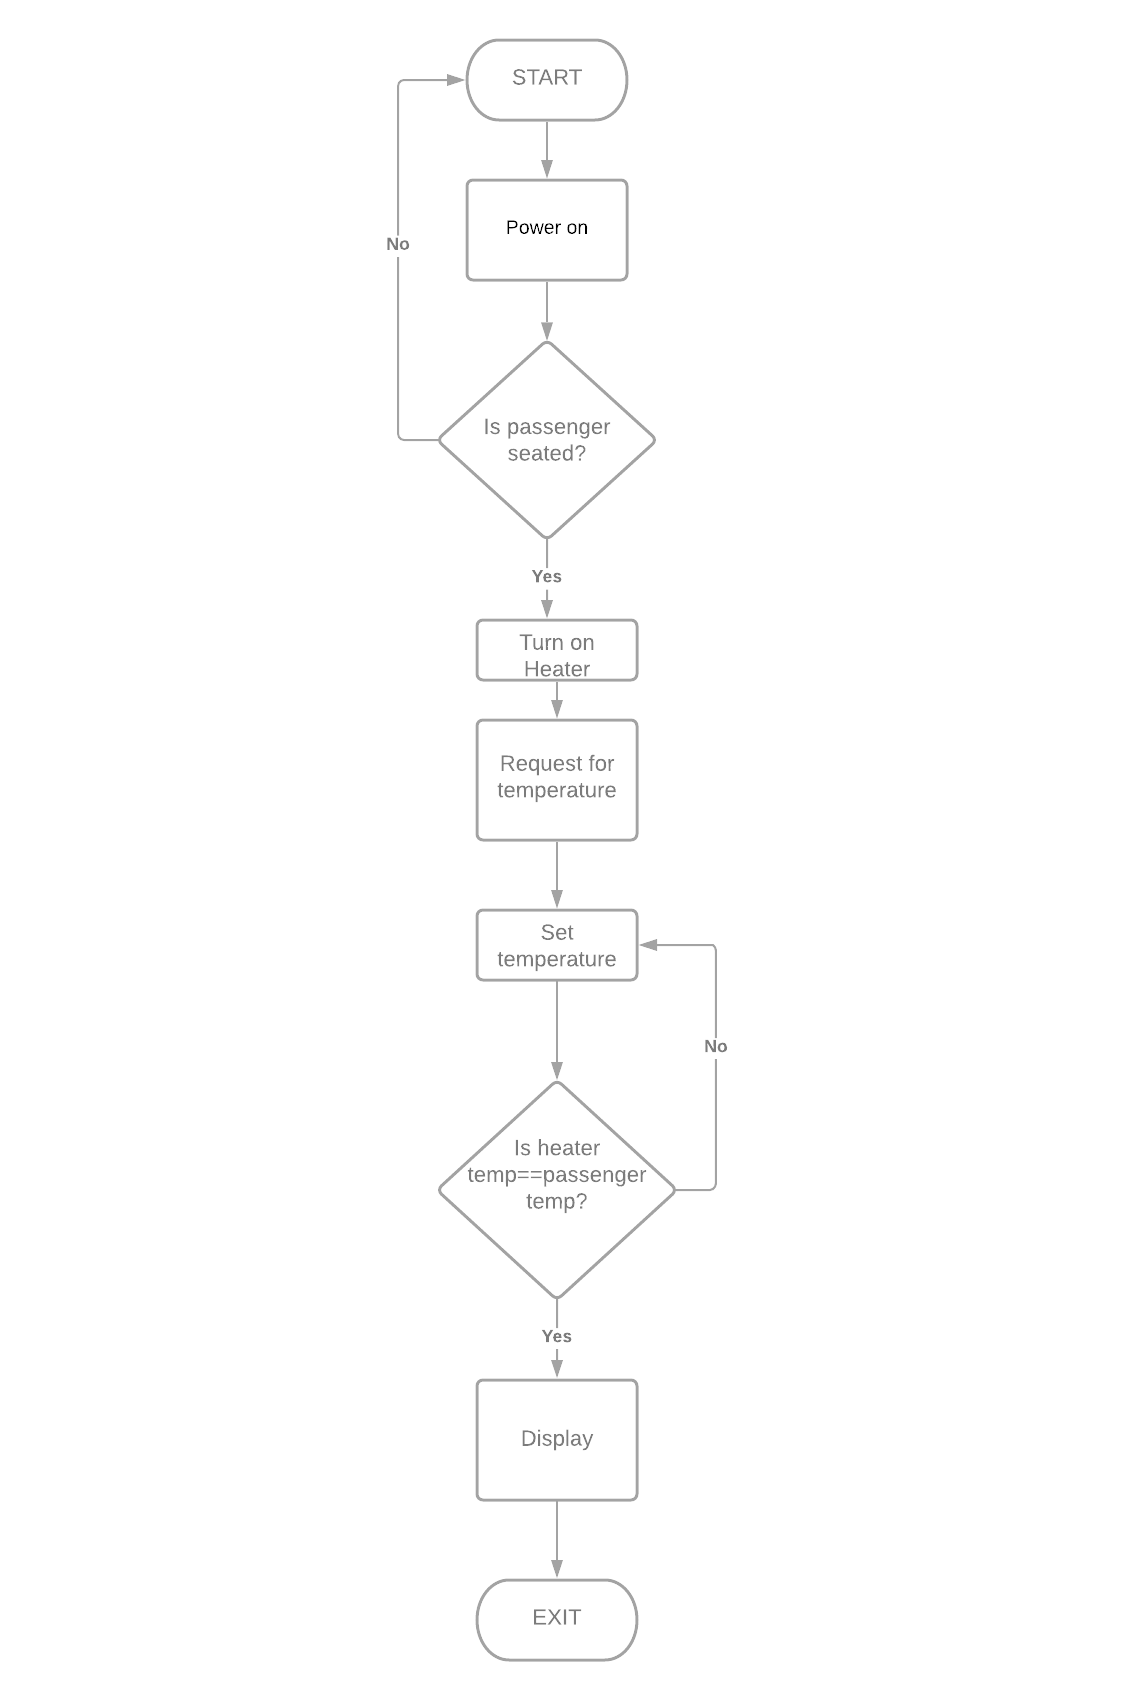 START
Power on
No
Is passenger
seated?
Yes
Turn on
Heater
Request for
temperature
Set
temperature
No
Is heater
temp==passenger
temp?
Yes
Display
EXIT